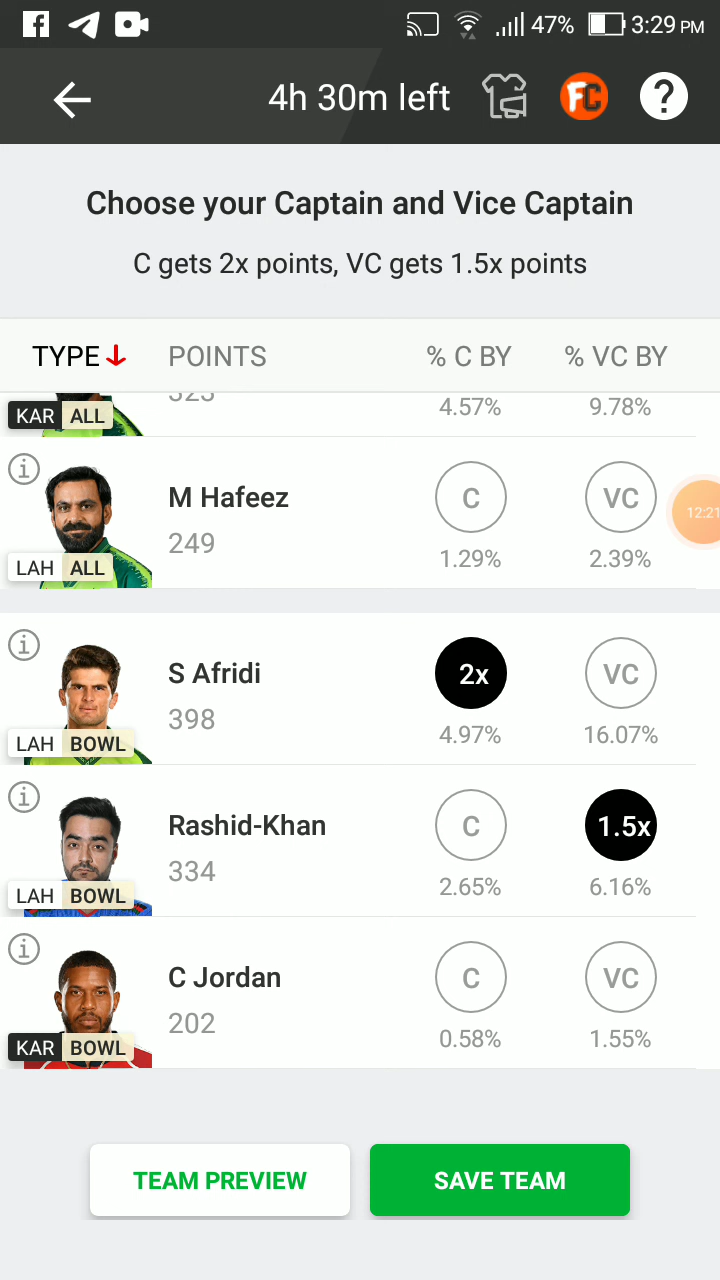 47% 3:29 PM
4h 30m left FC ?
Choose your Captain and Vice Captain
C gets 2x points, VC gets 1.5x points
TYPE POINTS % C BY % VC BY
KAR ALL 4.57% 9.78%
M Hafeez C VC
249
12:21
LAH ALL 1.29% 2.39%
S Afridi 2x VC
398
LAH BOWL 4.97% 16.07%
Rashid-Khan C 1.5x
334
LAH BOWL 2.65% 6.16%
C Jordan C VC
202
KAR BOWL 0.58% 1.55%
TEAM PREVIEW SAVE TEAM